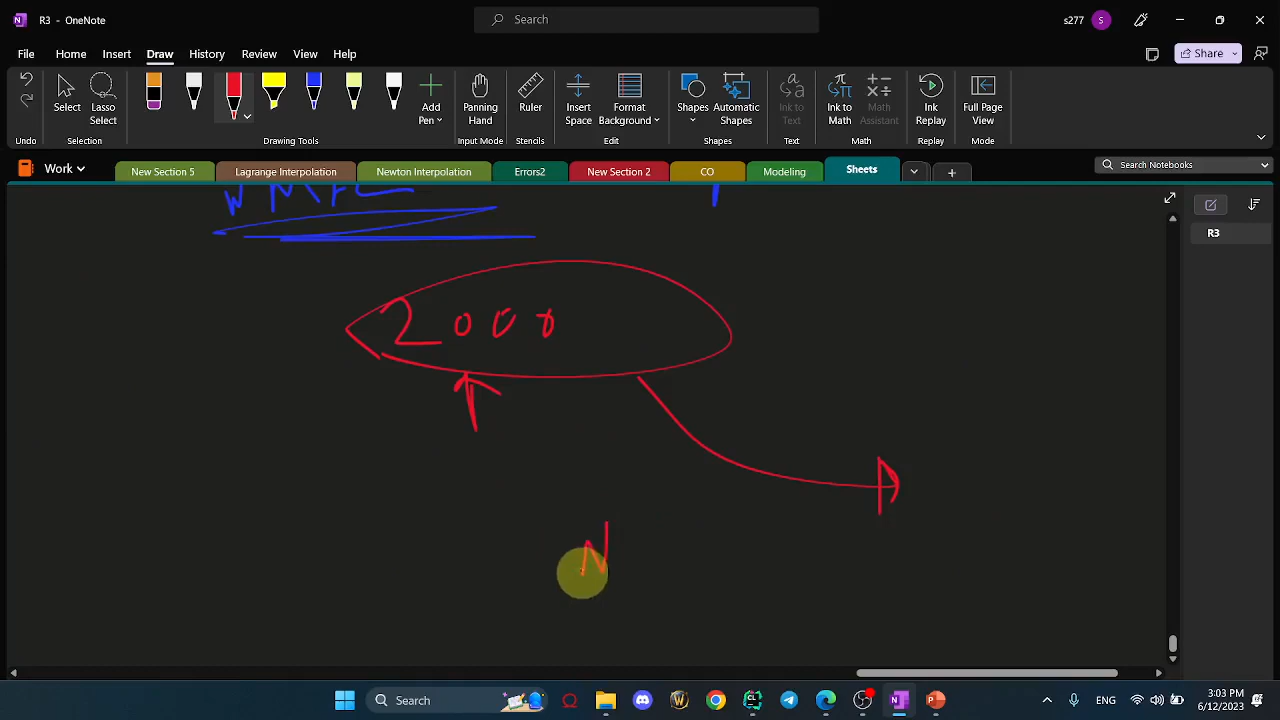 R3 - OneNote
Search
s277
S
File Home Insert Draw History Review View Help
Share
Undo
Select
Lasso Select
Selection
Add Pen
Drawing Tools
Panning Hand
Input Mode
Ruler
Stencils
Insert Space
Format Background
Edit
Shapes
Automatic Shapes
Shapes
Ink to Text
Text
Ink to Math
Math Assistant
Math
Ink Replay
Replay
Full Page View
Mode
Work
New Section 5
Lagrange Interpolation
Newton Interpolation
Errors2
New Section 2
CO
Modeling
Sheets
Search Notebooks
R3
2000
N
Search
ENG
3:03 PM
6/12/2023